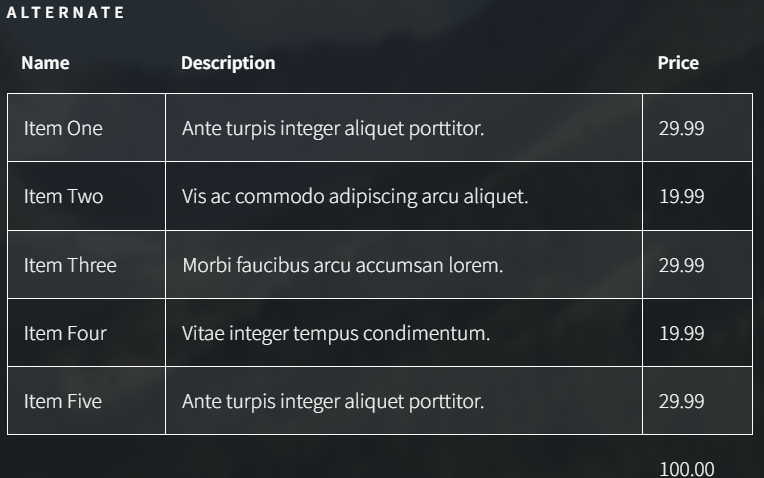 ALTERNATE
Name Description Price
Item One Ante turpis integer aliquet porttitor. 29.99
Item Two Vis ac commodo adipiscing arcu aliquet. 19.99
Item Three Morbi faucibus arcu accumsan lorem. 29.99
Item Four Vitae integer tempus condimentum. 19.99
Item Five Ante turpis integer aliquet porttitor. 29.99
100.00